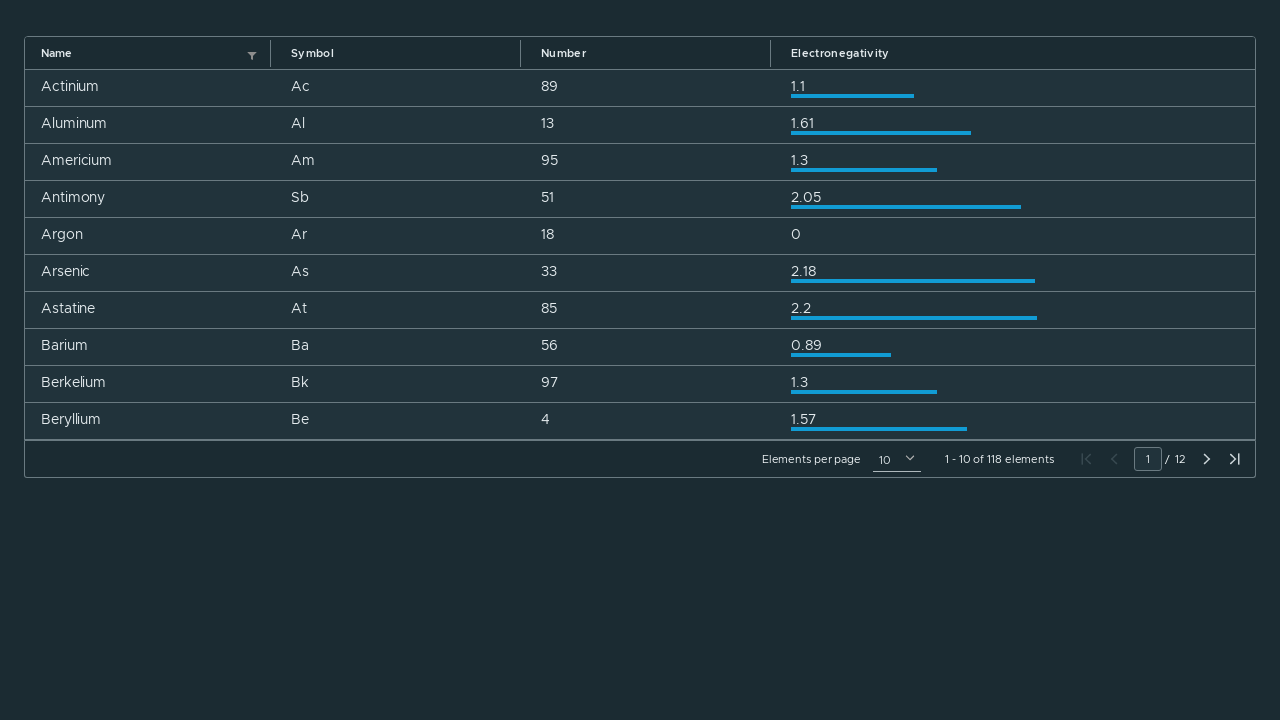 Name Symbol Number Electronegativity
Actinium Ac 89 1.1
Aluminum Al 13 1.61
Americium Am 95 1.3
Antimony Sb 51 2.05
Argon Ar 18 0
Arsenic As 33 2.18
Astatine At 85 2.2
Barium Ba 56 0.89
Berkelium Bk 97 1.3
Beryllium Be 4 1.57
Elements per page 10 1 - 10 of 118 elements 1 / 12